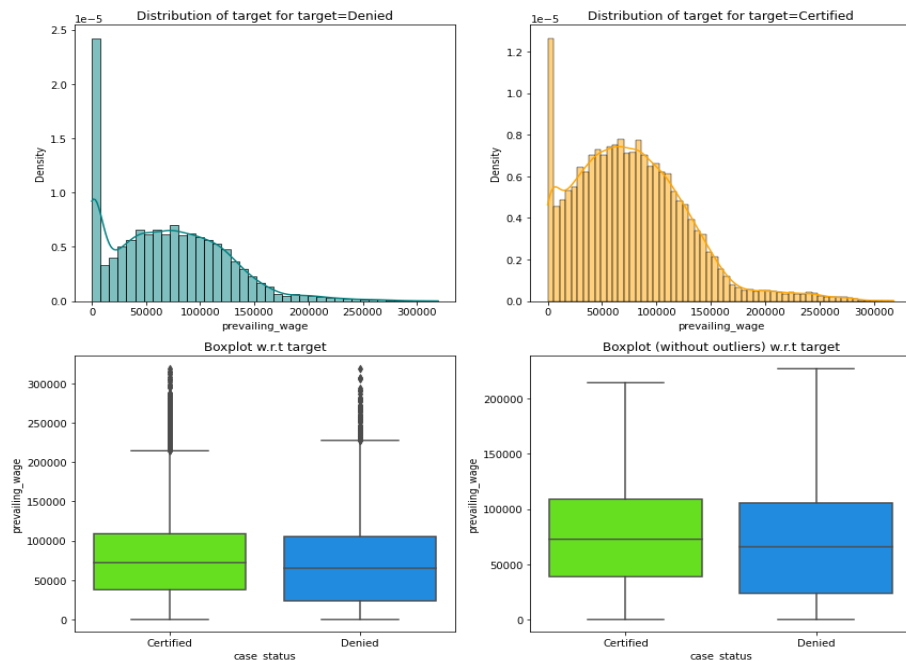 Distribution of target for target=Denied
1e−5
2.5
2.0
1.5
1.0
0.5
0.0
Density
0 50000 100000 150000 200000 250000 300000
prevailing_wage
Distribution of target for target=Certified
1e−5
1.2
1.0
0.8
0.6
0.4
0.2
0.0
Density
0 50000 100000 150000 200000 250000 300000
prevailing_wage
Boxplot w.r.t target
300000
250000
200000
150000
100000
50000
0
prevailing_wage
Certified Denied
case_status
Boxplot (without outliers) w.r.t target
200000
150000
100000
50000
0
prevailing_wage
Certified Denied
case_status